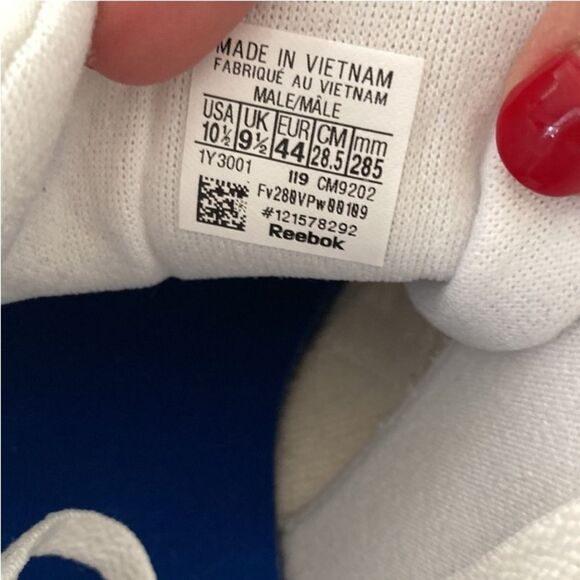 MADE IN VIETNAM
FABRIQUÉ AU VIETNAM
MALE/MÂLE
USA UK EUR CM mm
10½ 9½ 44 28.5 285
1Y3001 119 CM9202
Fv280VPw00109
#121578292
Reebok